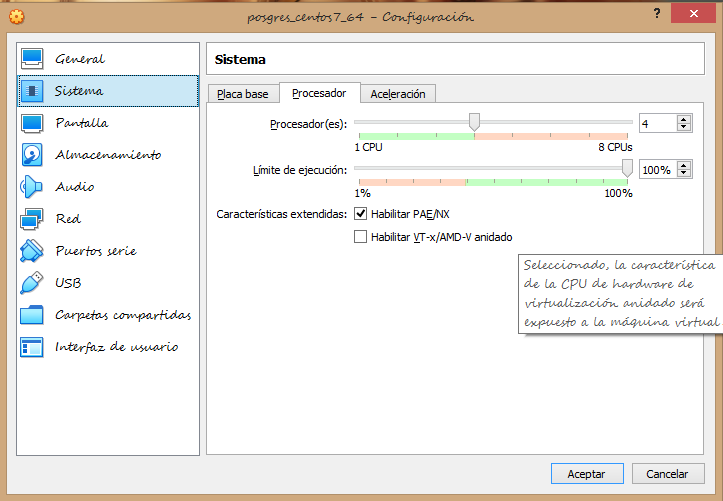 posgres_centos7_64 - Configuración
?
General
Sistema
Pantalla
Almacenamiento
Audio
Red
Puertos serie
USB
Carpetas compartidas
Interfaz de usuario
Sistema
Placa base Procesador Aceleración
Procesador(es): 4
1 CPU 8 CPUs
Límite de ejecución: 100%
1% 100%
Características extendidas: Habilitar PAE/NX
Habilitar VT-x/AMD-V anidado
Seleccionado, la característica
de la CPU de hardware de
virtualización anidado será
expuesto a la máquina virtual
Aceptar Cancelar